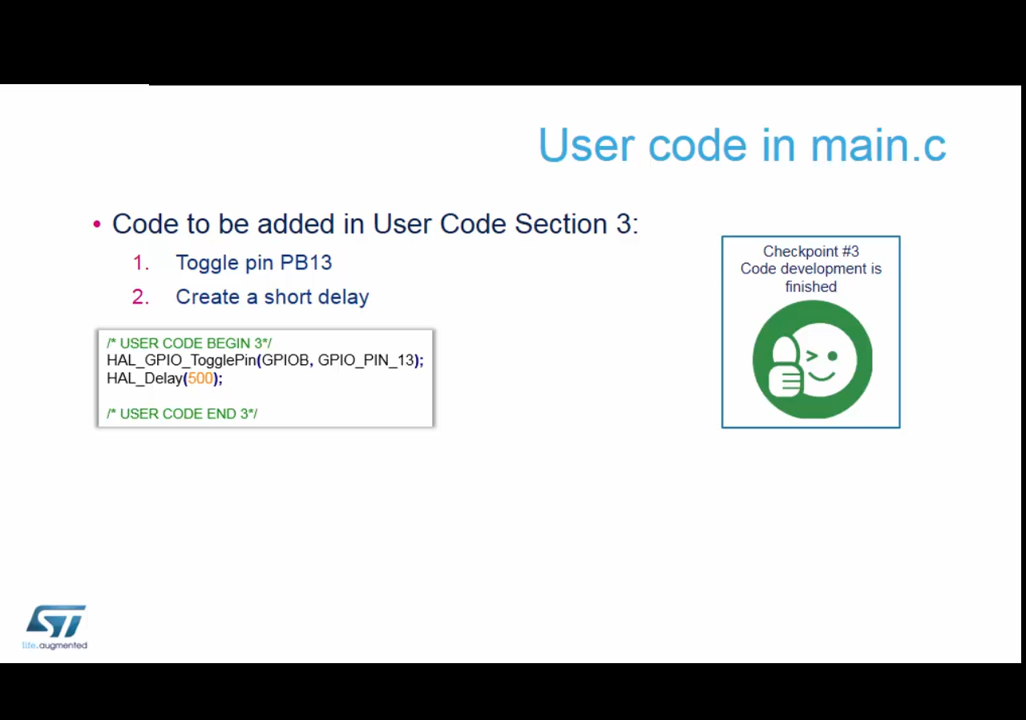 User code in main.c
• Code to be added in User Code Section 3:
1. Toggle pin PB13
2. Create a short delay
/* USER CODE BEGIN 3*/
HAL_GPIO_TogglePin(GPIOB, GPIO_PIN_13);
HAL_Delay(500);
/* USER CODE END 3*/
Checkpoint #3
Code development is
finished
ST
life.augmented